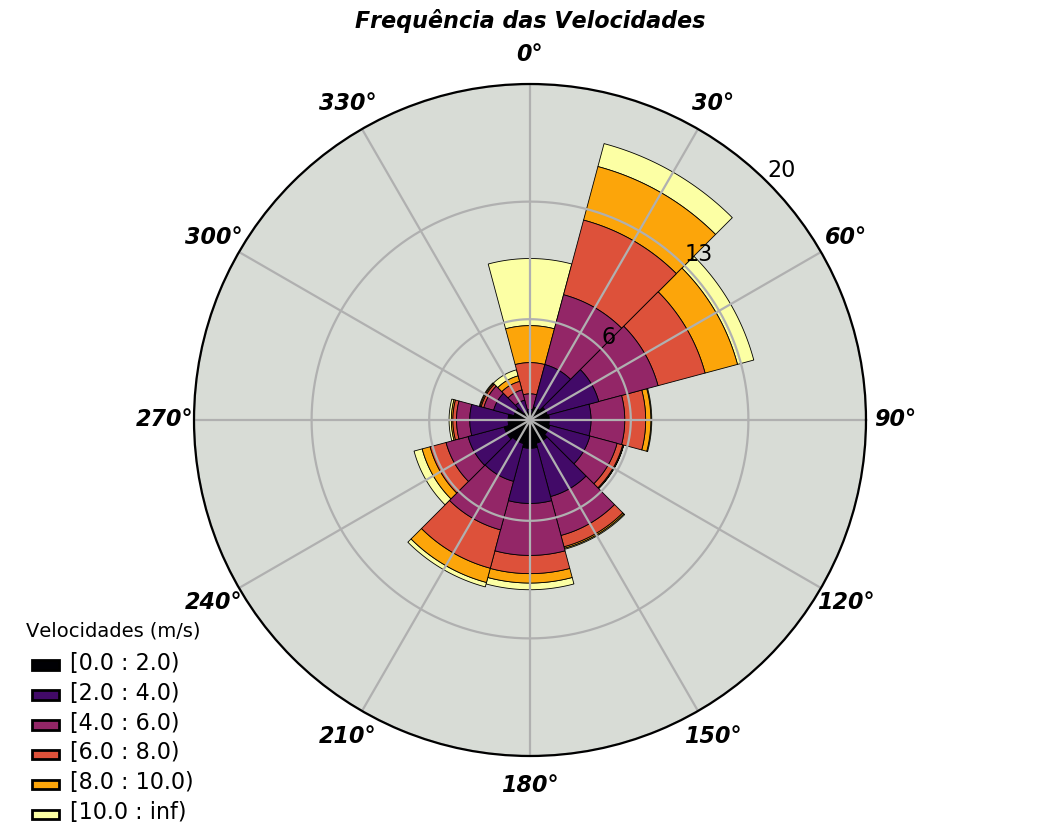 Frequência das Velocidades
0°
330°
30°
20
300°
60°
13
6
270°
90°
240°
120°
210°
150°
180°
Velocidades (m/s)
[0.0 : 2.0)
[2.0 : 4.0)
[4.0 : 6.0)
[6.0 : 8.0)
[8.0 : 10.0)
[10.0 : inf)